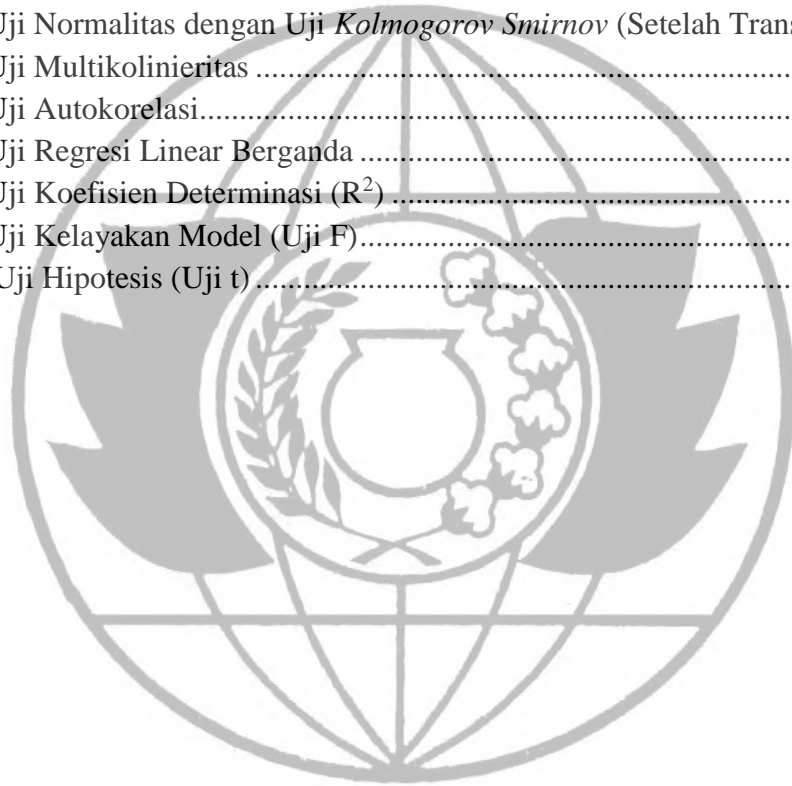 Uji Normalitas dengan Uji Kolmogorov Smirnov (Setelah Trans
Uji Multikolinieritas ........................................................................
Uji Autokorelasi................................................................................
Uji Regresi Linear Berganda ..........................................................
Uji Koefisien Determinasi (R²) ......................................................
Uji Kelayakan Model (Uji F)..........................................................
Uji Hipotesis (Uji t) ........................................................................